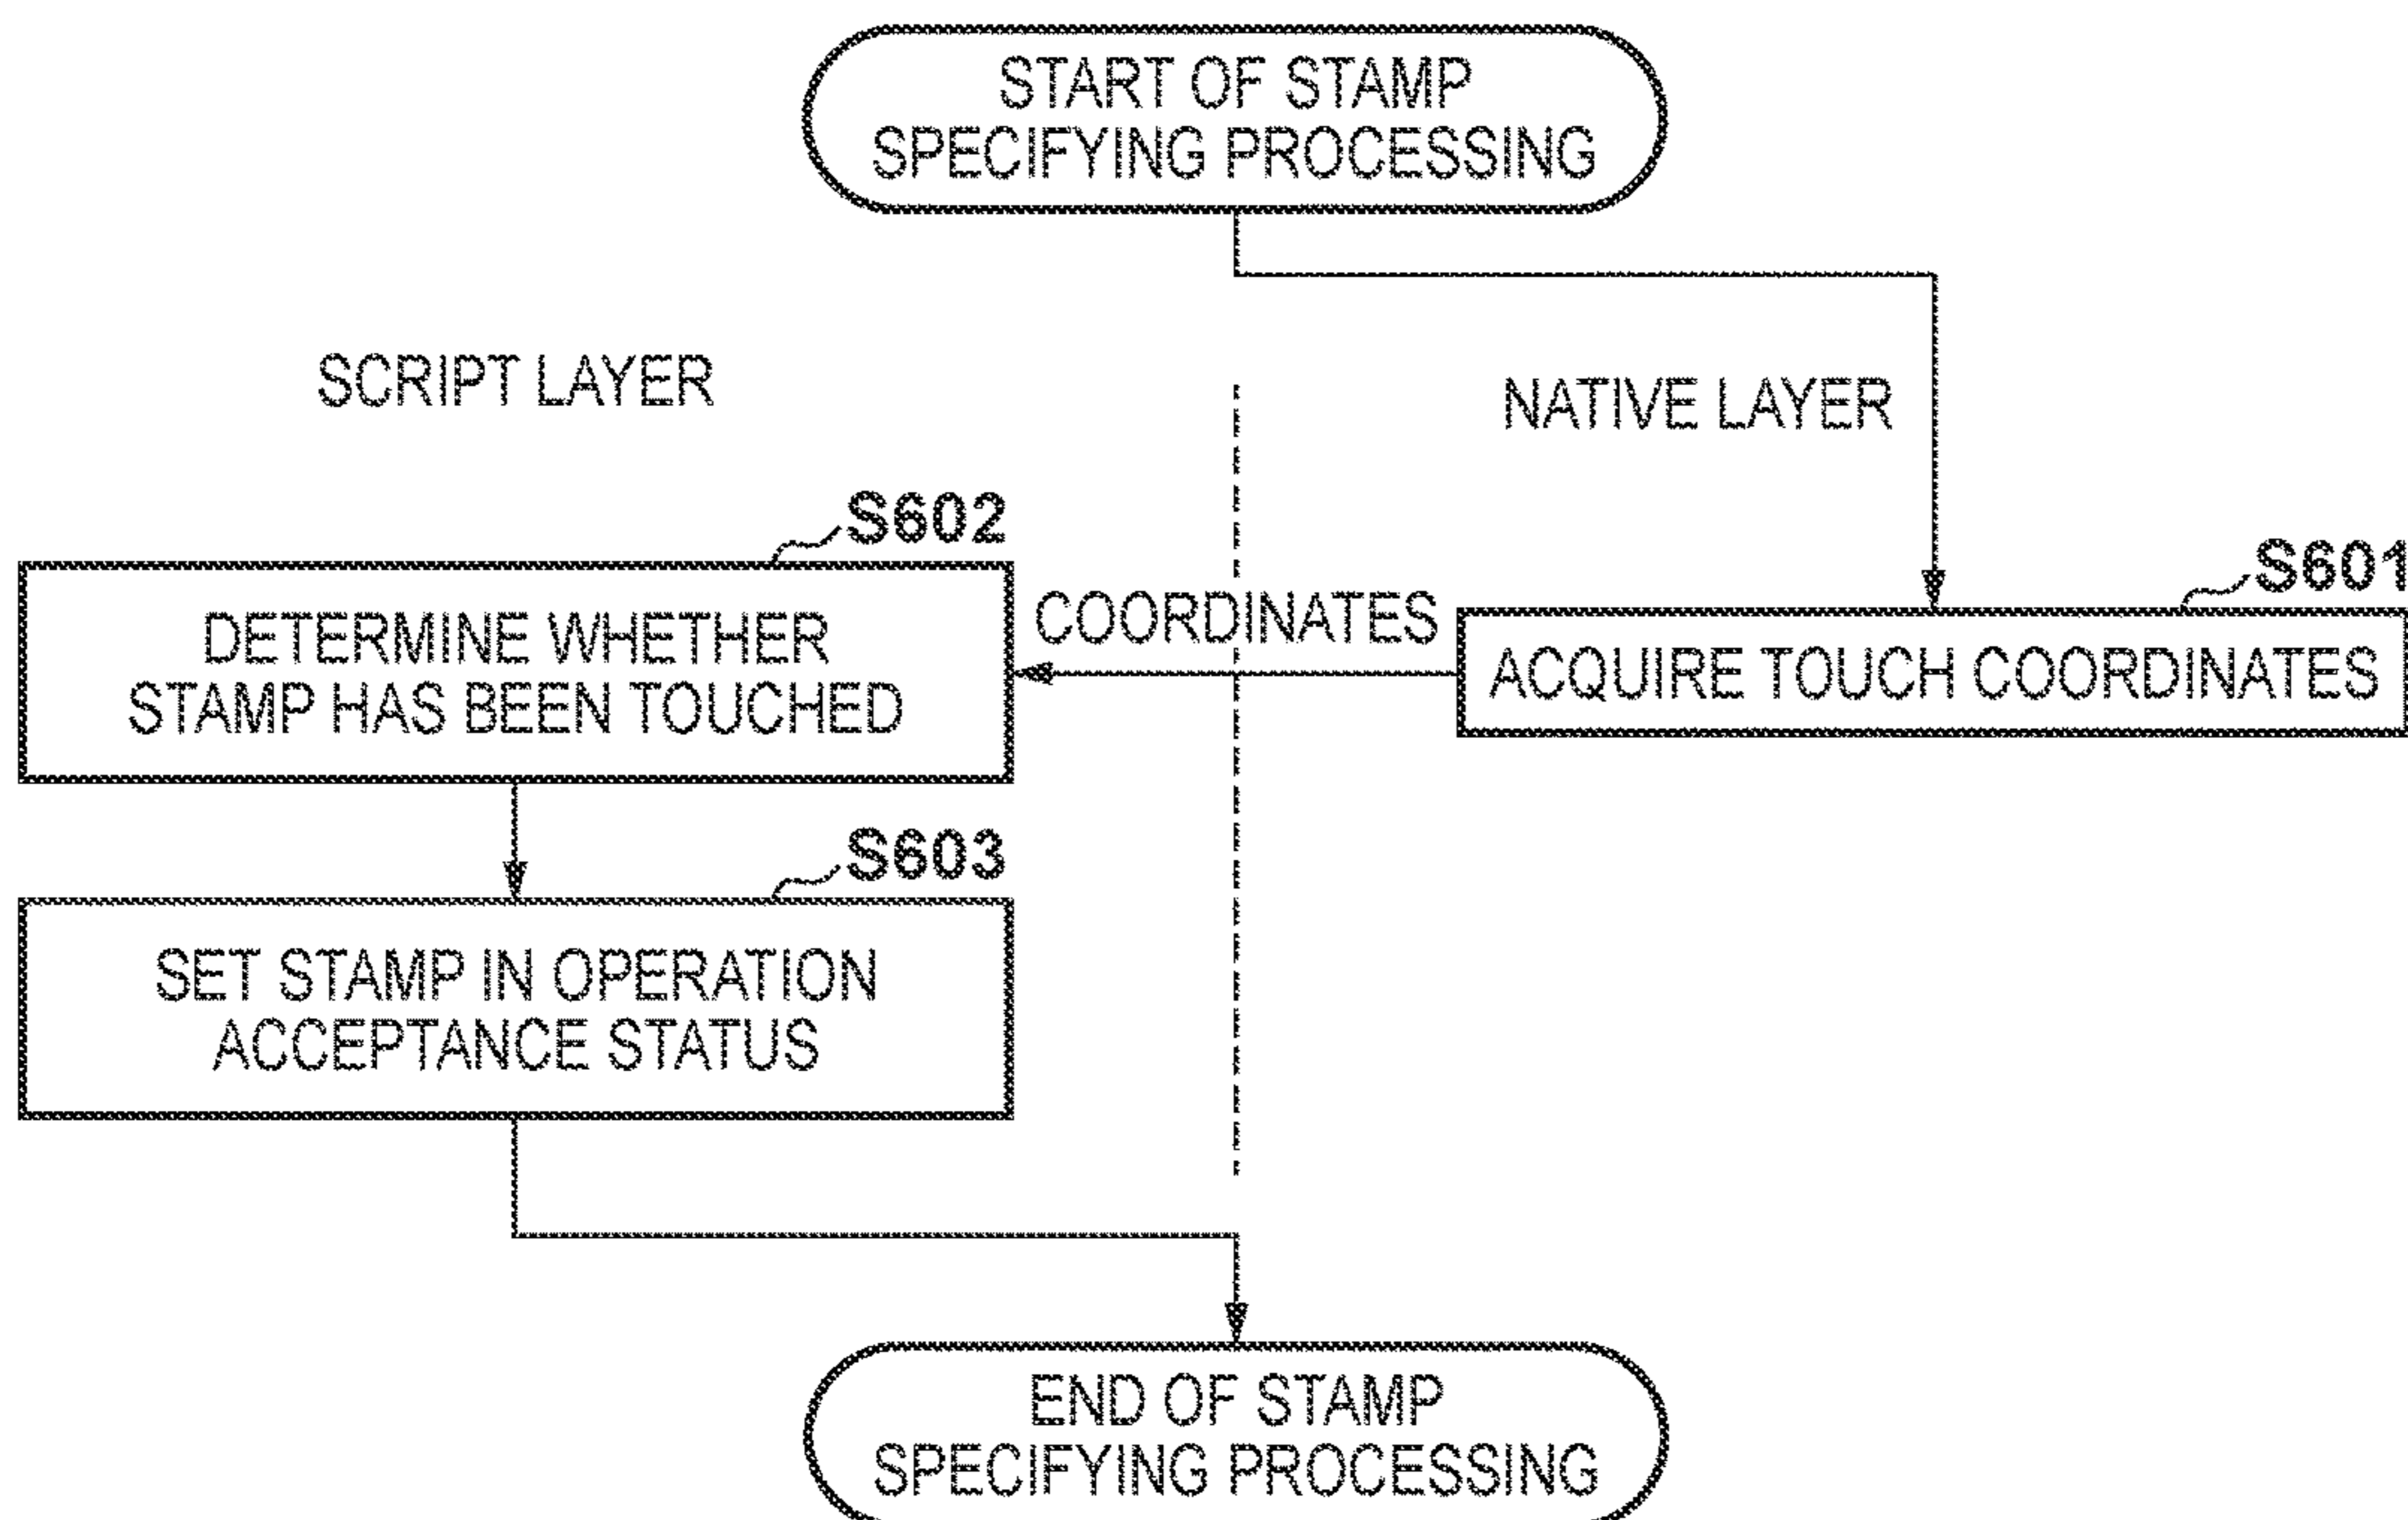 START OF STAMP
SPECIFYING PROCESSING
SCRIPT LAYER
NATIVE LAYER
S602
S601
DETERMINE WHETHER
STAMP HAS BEEN TOUCHED
COORDINATES
ACQUIRE TOUCH COORDINATES
S603
SET STAMP IN OPERATION
ACCEPTANCE STATUS
END OF STAMP
SPECIFYING PROCESSING